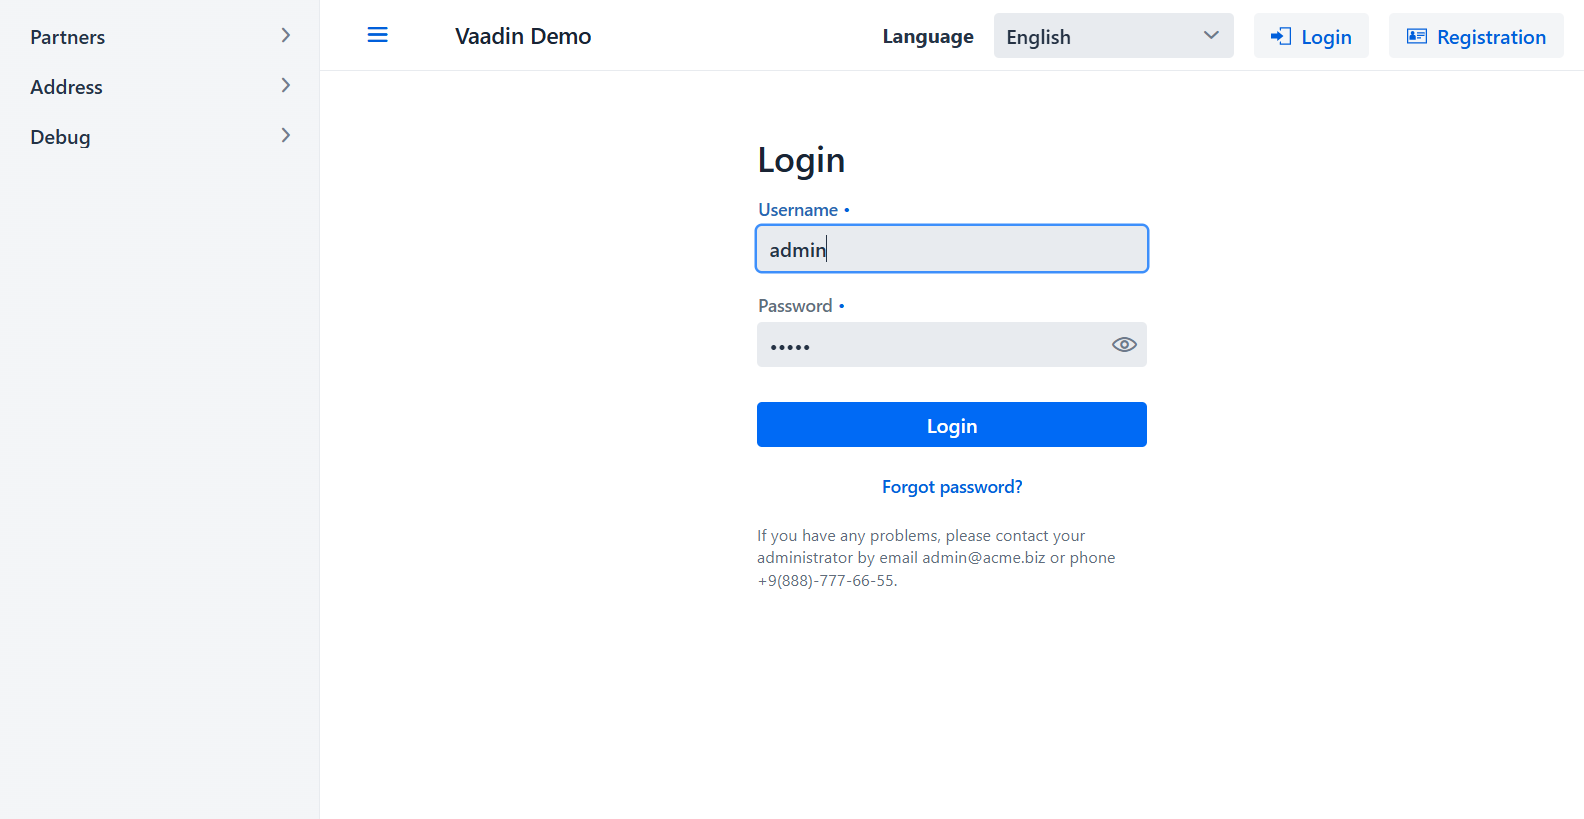 Partners
Address
Debug
Vaadin Demo
Language
English
Login
Registration
Login
Username •
admin
Password •
•••••
Login
Forgot password?
If you have any problems, please contact your
administrator by email admin@acme.biz or phone
+9(888)-777-66-55.